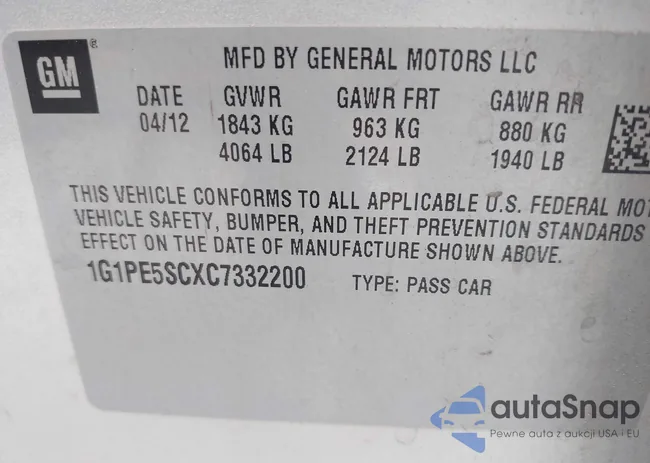 GM®
MFD BY GENERAL MOTORS LLC
DATE GVWR GAWR FRT GAWR RR
04/12 1843 KG 963 KG 880 KG
4064 LB 2124 LB 1940 LB
THIS VEHICLE CONFORMS TO ALL APPLICABLE U.S. FEDERAL MOT
VEHICLE SAFETY, BUMPER, AND THEFT PREVENTION STANDARDS
EFFECT ON THE DATE OF MANUFACTURE SHOWN ABOVE.
1G1PE5SCXC7332200 TYPE: PASS CAR
autaSnap
Pewne auta z aukcji USA i EU